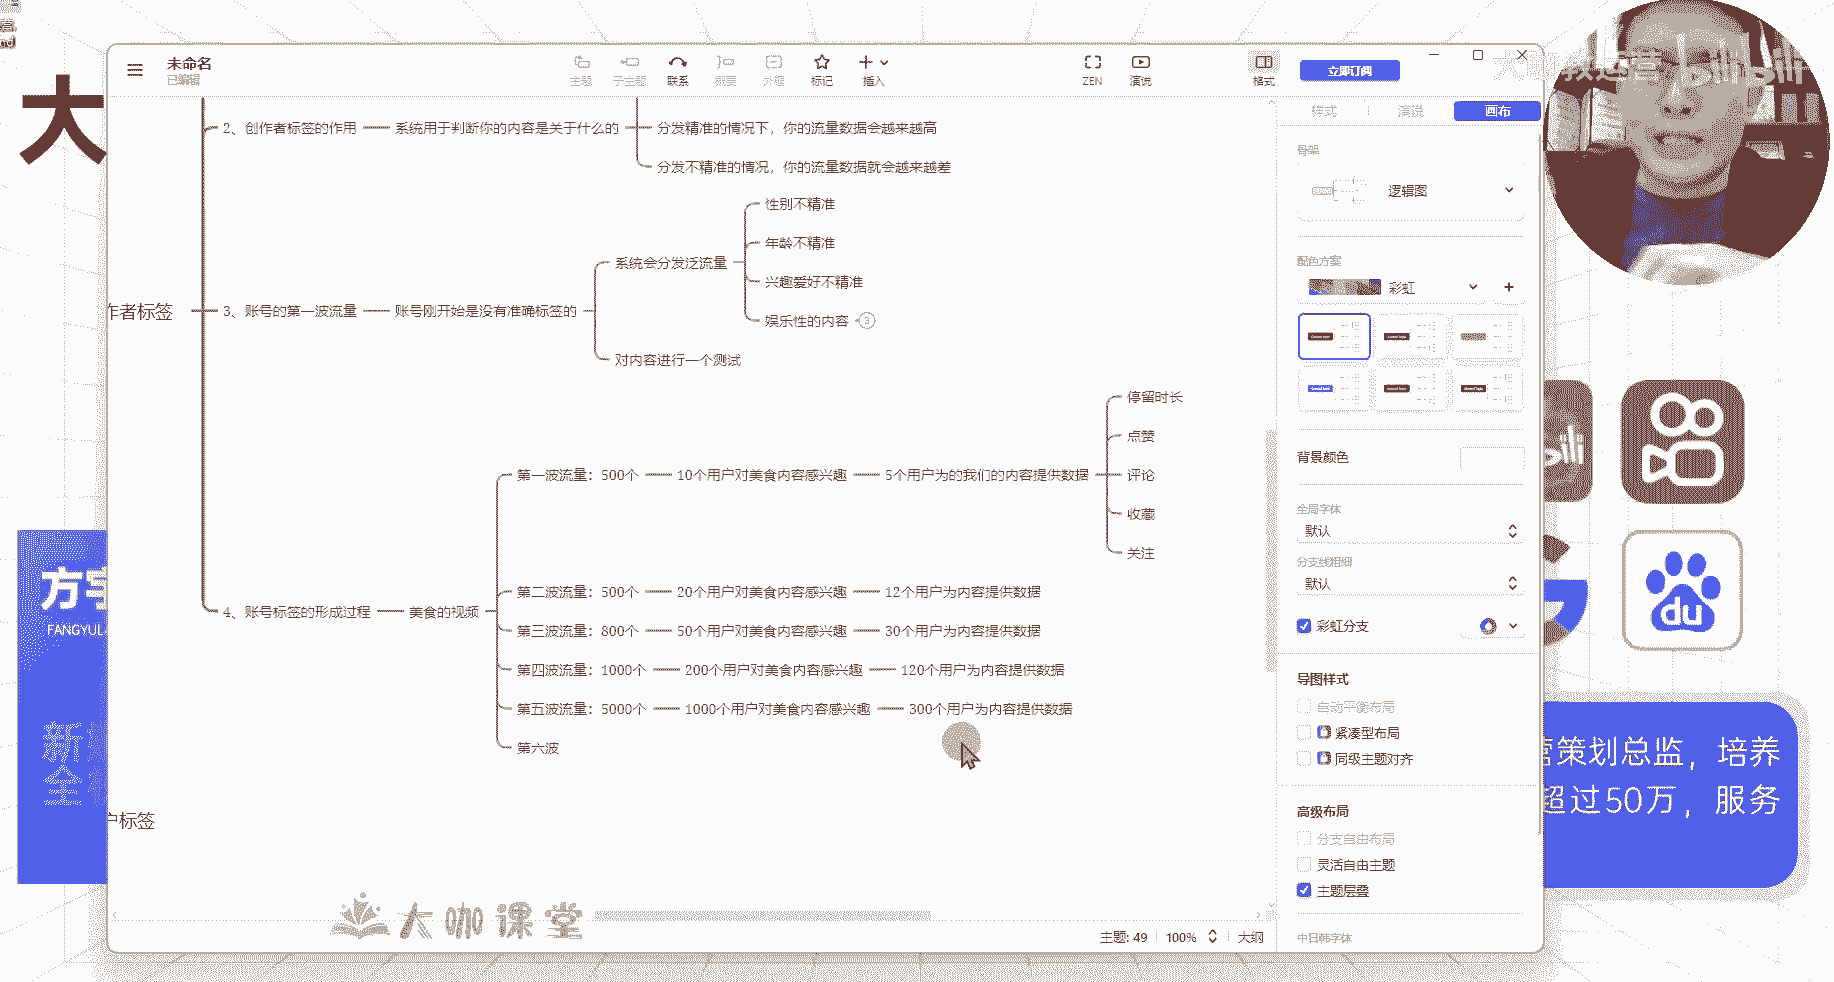 未命名
已编辑
主题
子主题
联系
概要
外框
标记
插入
ZEN
演说
格式
立即订阅
大
2、创作者标签的作用
系统用于判断你的内容是关于什么的
分发精准的情况下，你的流量数据会越来越高
分发不精准的情况，你的流量数据就会越来越差
作者标签
3、账号的第一波流量
账号刚开始是没有准确标签的
系统会分发泛流量
性别不精准
年龄不精准
兴趣爱好不精准
娱乐性的内容
3
对内容进行一个测试
4、账号标签的形成过程
美食的视频
第一波流量：500个
10个用户对美食内容感兴趣
5个用户为的我们的内容提供数据
停留时长
点赞
评论
收藏
关注
第二波流量：500个
20个用户对美食内容感兴趣
12个用户为内容提供数据
第三波流量：800个
50个用户对美食内容感兴趣
30个用户为内容提供数据
第四波流量：1000个
200个用户对美食内容感兴趣
120个用户为内容提供数据
第五波流量：5000个
1000个用户对美食内容感兴趣
300个用户为内容提供数据
第六波
户标签
样式
演说
画布
骨架
逻辑图
配色方案
彩虹
背景颜色
全局字体
默认
分支线粗细
默认
彩虹分支
导图样式
自动平衡布局
紧凑型布局
同级主题对齐
高级布局
分支自由布局
灵活自由主题
主题层叠
中日韩字体
主题: 49
100%
大纲
大咖课堂
方宇
FANGYUL
新
全
bilibili
du
营策划总监，培养
超过50万，服务